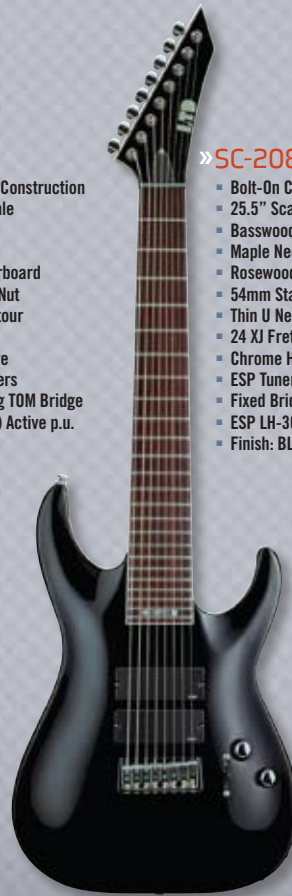 Construction
ale
rboard
Nut
tour
e
ers
g TOM Bridge
) Active p.u.
LTD
»SC-208
Bolt-On C
25.5” Sca
Basswood
Maple Ne
Rosewood
54mm Sta
Thin U Ne
24 XJ Fret
Chrome H
ESP Tuner
Fixed Brid
ESP LH-30
Finish: BL